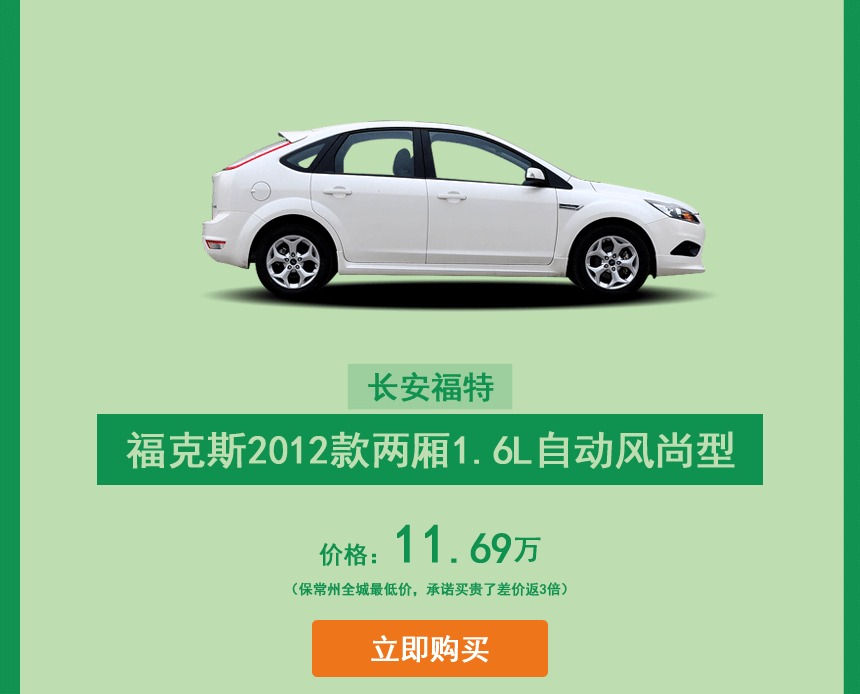 长安福特
福克斯2012款两厢1.6L自动风尚型
价格：11.69万
（保常州全城最低价，承诺买贵了差价返3倍）
立即购买